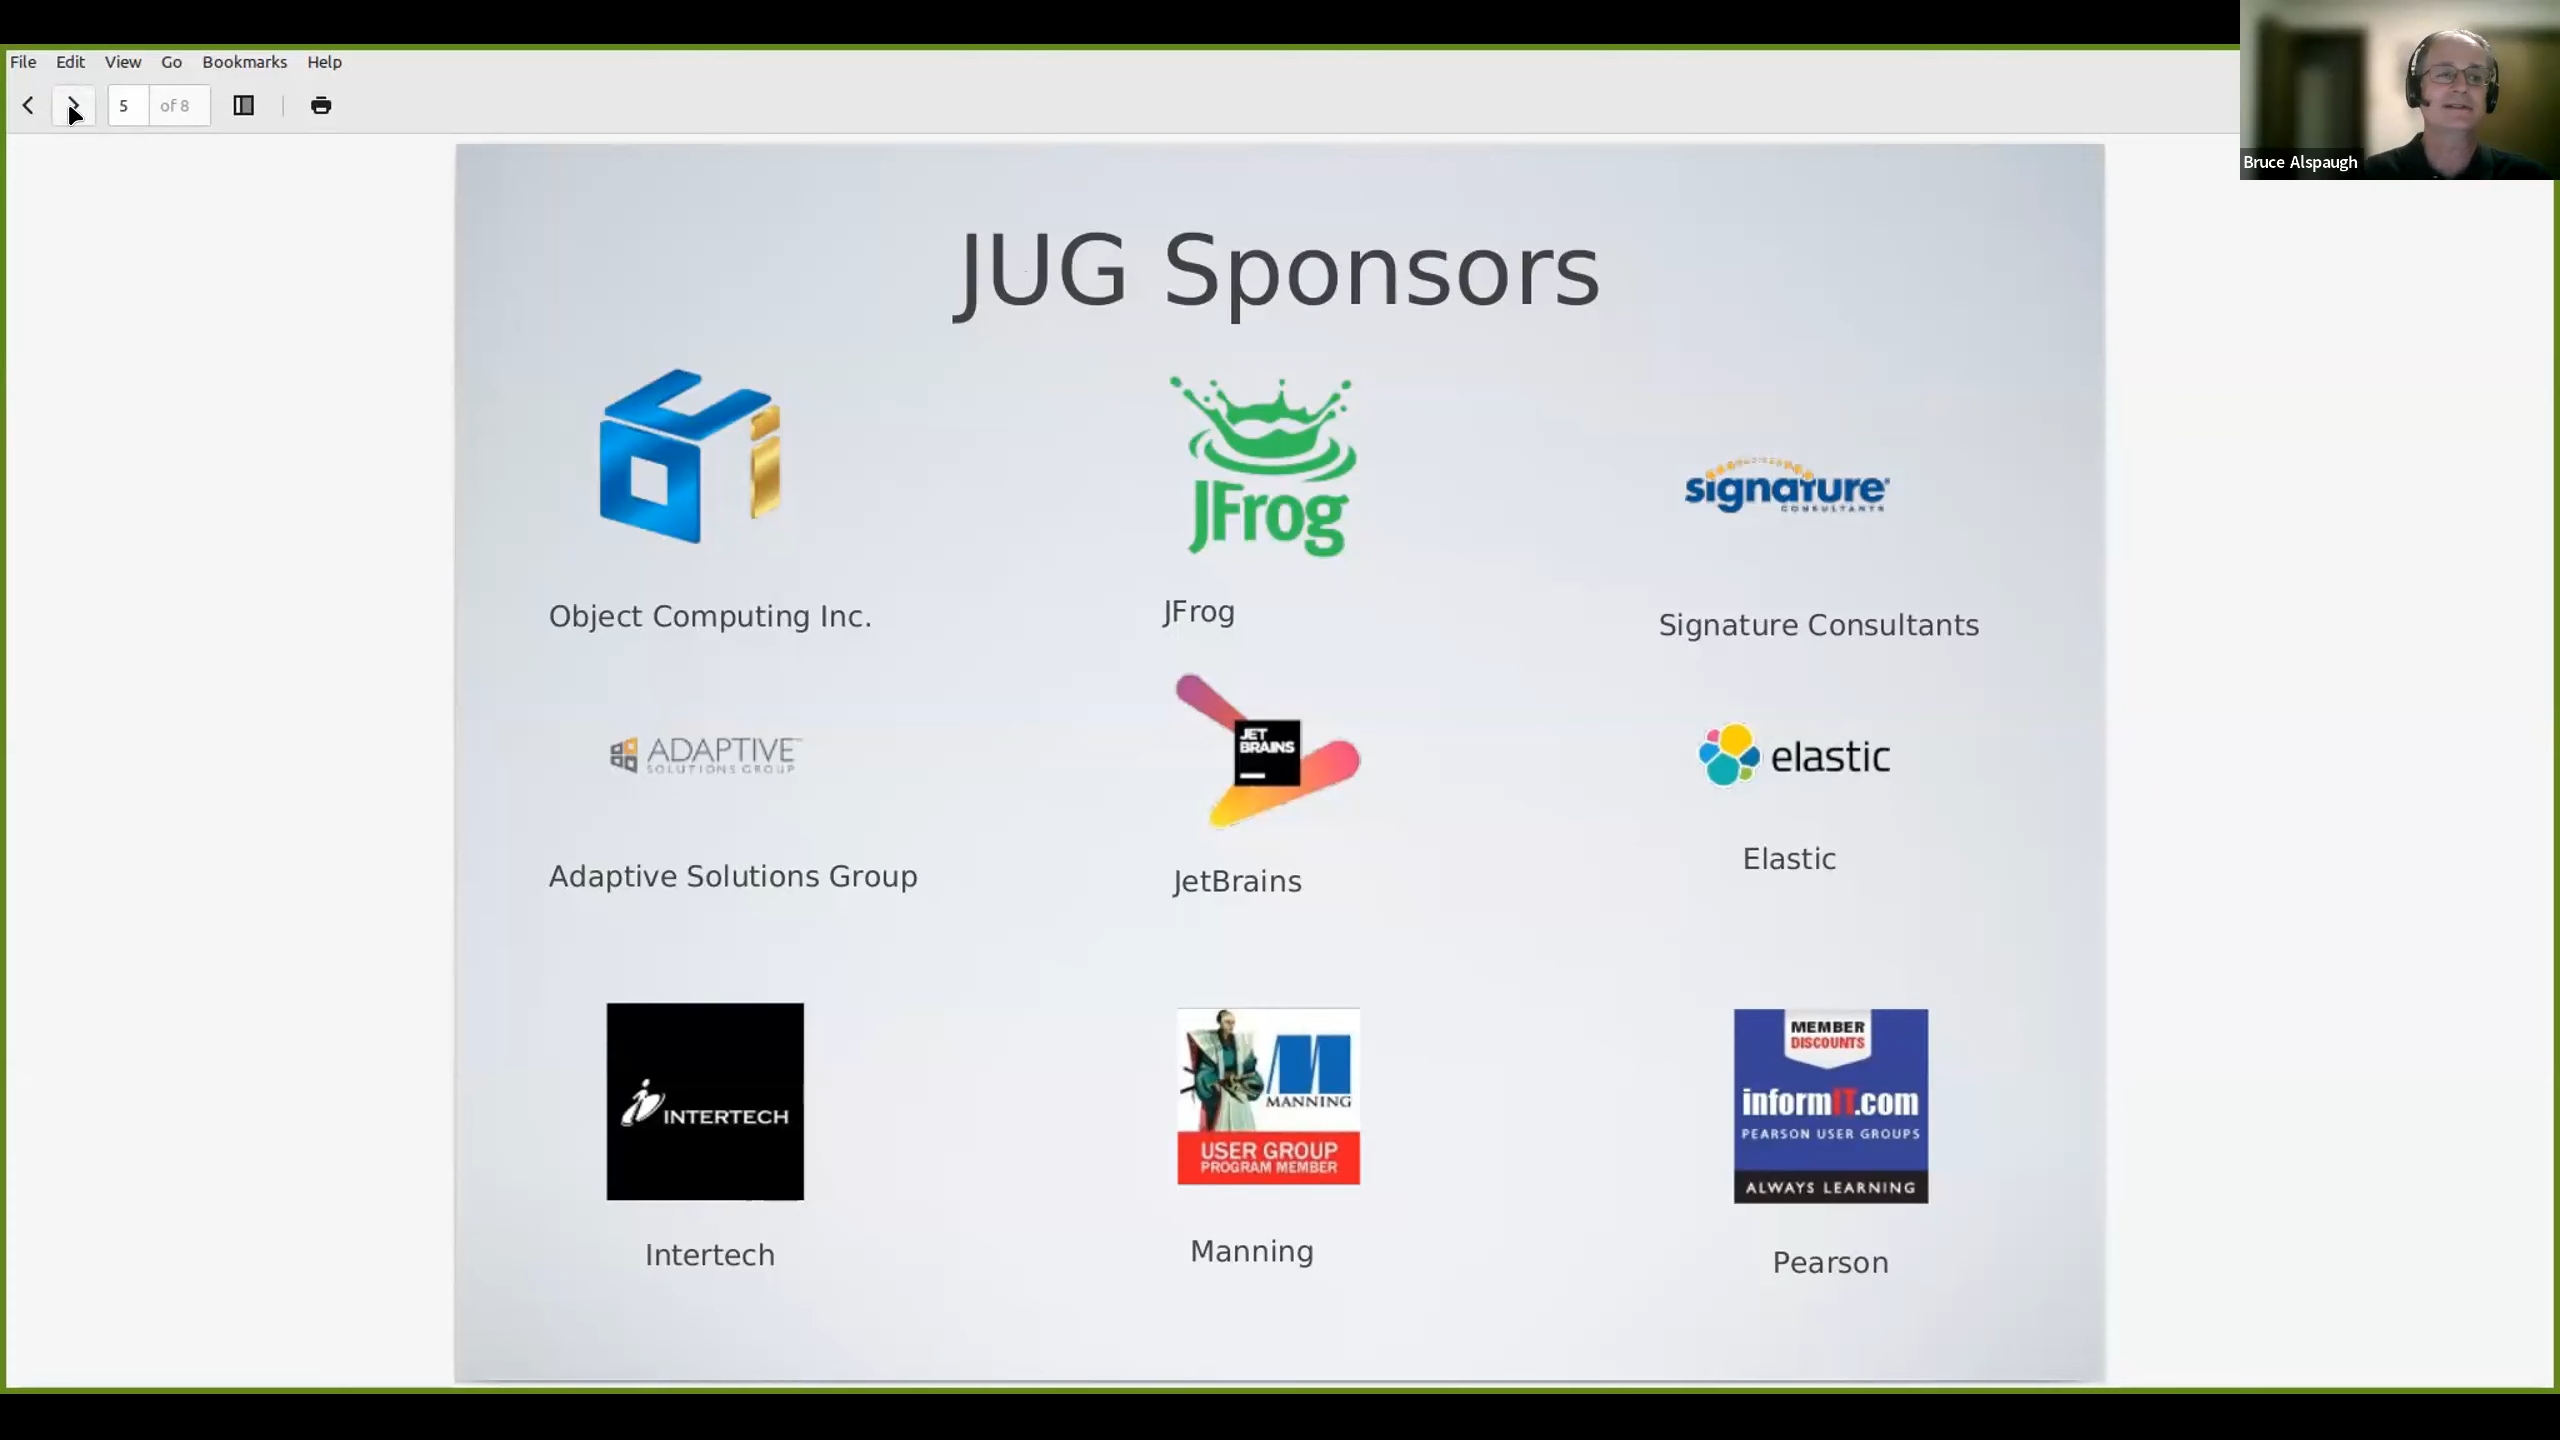 File Edit View Go Bookmarks Help
5 of 8
Bruce Alspaugh
JUG Sponsors
JFrog
signature
CONSULTANTS
Object Computing Inc.
JFrog
Signature Consultants
ADAPTIVE
SOLUTIONS GROUP
JET
BRAINS
elastic
Adaptive Solutions Group
JetBrains
Elastic
INTERTECH
MANNING
USER GROUP
PROGRAM MEMBER
MEMBER
DISCOUNTS
informIT.com
PEARSON USER GROUPS
ALWAYS LEARNING
Intertech
Manning
Pearson